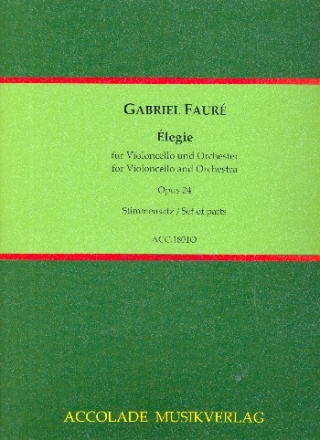 GABRIEL FAURÉ
Élegie
für Violoncello und Orchester
for Violoncello and Orchestra
Opus 24
Stimmensatz / Set of parts
ACC.1801O
ACCOLADE MUSIKVERLAG